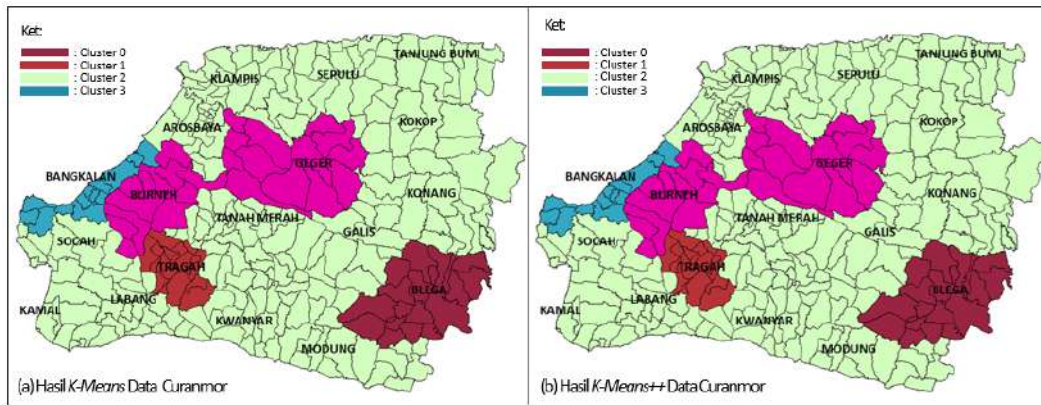 Ket:
: Cluster 0
: Cluster 1
: Cluster 2
: Cluster 3
TANJUNG BUMI
SEPULU
KLAMPIS
KOKOP
AROSBAYA
GEGER
BANGKALAN
BURNEH
KONANG
TANAH MERAH
GALIS
SOCAH
TRAGAH
BLEGA
LABANG
KAMAL
KWANYAR
MODUNG
(a) Hasil K-Means Data Curanmor
Ket:
: Cluster 0
: Cluster 1
: Cluster 2
: Cluster 3
TANJUNG BUMI
SEPULU
KLAMPIS
KOKOP
AROSBAYA
GEGER
BANGKALAN
BURNEH
KONANG
TANAH MERAH
GALIS
SOCAH
TRAGAH
BLEGA
LABANG
KAMAL
KWANYAR
MODUNG
(b) Hasil K-Means++ Data Curanmor